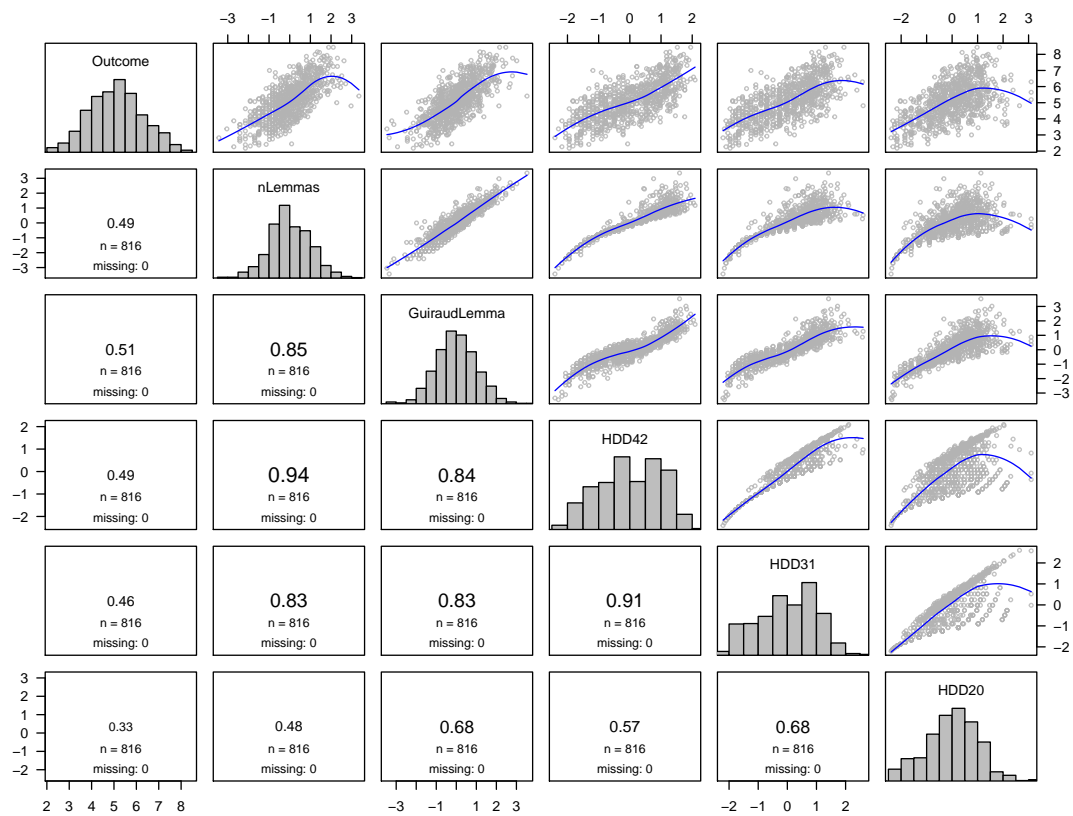 −3 −1 1 2 3 −2 −1 0 1 2 −2 0 1 2 3
Outcome
2 3 4 5 6 7 8
−3 −2 −1 0 1 2 3
0.49
n = 816
missing: 0
nLemmas
0.51
n = 816
missing: 0
0.85
n = 816
missing: 0
GuiraudLemma
−3 −2 −1 0 1 2 3
−2 −1 0 1 2
0.49
n = 816
missing: 0
0.94
n = 816
missing: 0
0.84
n = 816
missing: 0
HDD42
0.46
n = 816
missing: 0
0.83
n = 816
missing: 0
0.83
n = 816
missing: 0
0.91
n = 816
missing: 0
HDD31
−2 −1 0 1 2
−2 −1 0 1 2 3
0.33
n = 816
missing: 0
0.48
n = 816
missing: 0
0.68
n = 816
missing: 0
0.57
n = 816
missing: 0
0.68
n = 816
missing: 0
HDD20
2 3 4 5 6 7 8 −3 −1 0 1 2 3 −2 −1 0 1 2